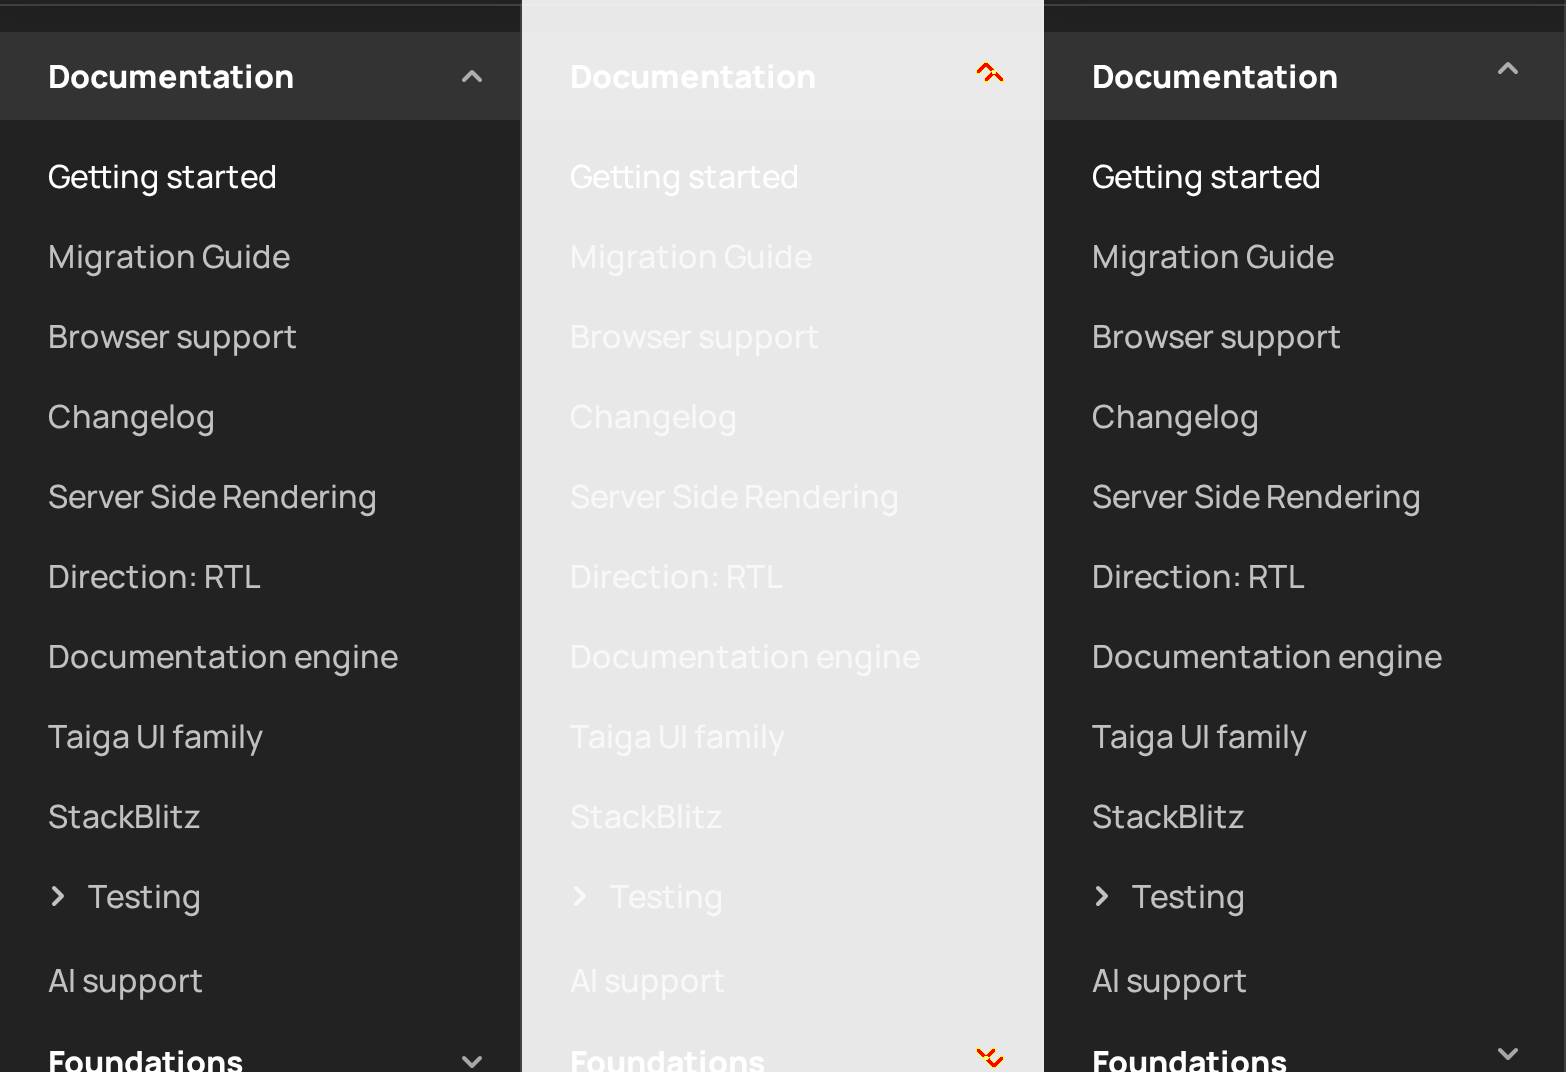 Documentation
Getting started
Migration Guide
Browser support
Changelog
Server Side Rendering
Direction: RTL
Documentation engine
Taiga UI family
StackBlitz
Testing
AI support
Foundations
Documentation
Getting started
Migration Guide
Browser support
Changelog
Server Side Rendering
Direction: RTL
Documentation engine
Taiga UI family
StackBlitz
Testing
AI support
Foundations
Documentation
Getting started
Migration Guide
Browser support
Changelog
Server Side Rendering
Direction: RTL
Documentation engine
Taiga UI family
StackBlitz
Testing
AI support
Foundations